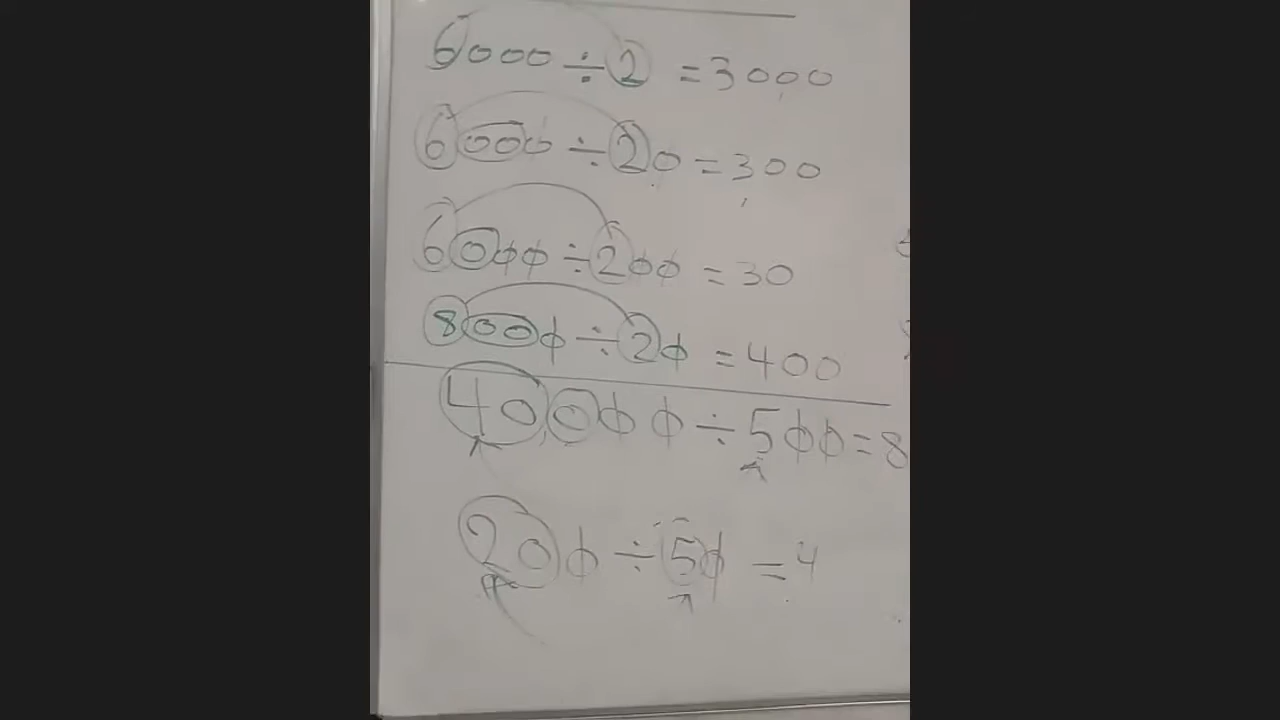 6000 ÷ 2 = 3000
6000 ÷ 20 = 300
6000 ÷ 200 = 30
8000 ÷ 20 = 400
40000 ÷ 500 = 8
200 ÷ 50 = 4